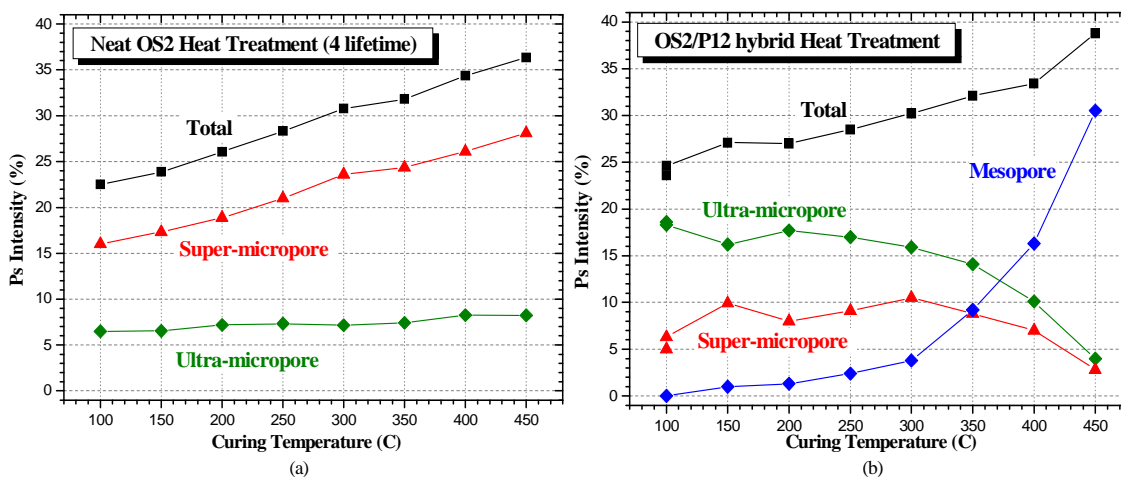 Neat OS2 Heat Treatment (4 lifetime)
Ps Intensity (%)
40
35
30
25
20
15
10
5
0
Total
Super-micropore
Ultra-micropore
100 150 200 250 300 350 400 450
Curing Temperature (C)
(a)
OS2/P12 hybrid Heat Treatment
Ps Intensity (%)
40
35
30
25
20
15
10
5
0
Total
Mesopore
Ultra-micropore
Super-micropore
100 150 200 250 300 350 400 450
Curing Temperature (C)
(b)